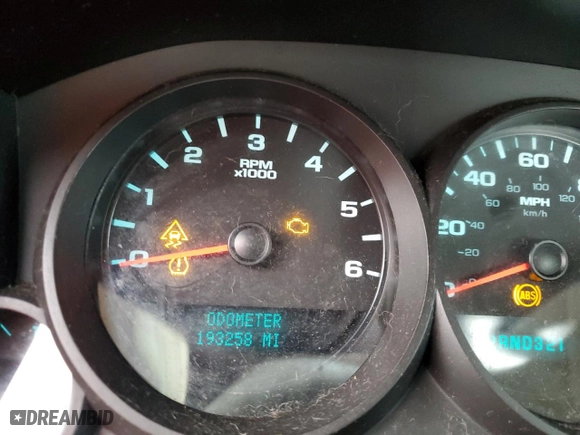 0 1 2 3 4 5 6
RPM
x1000
ODOMETER
193258 MI
20 40 60
20 40 60 80 100 120
MPH
km/h
ABS
DREAMBID